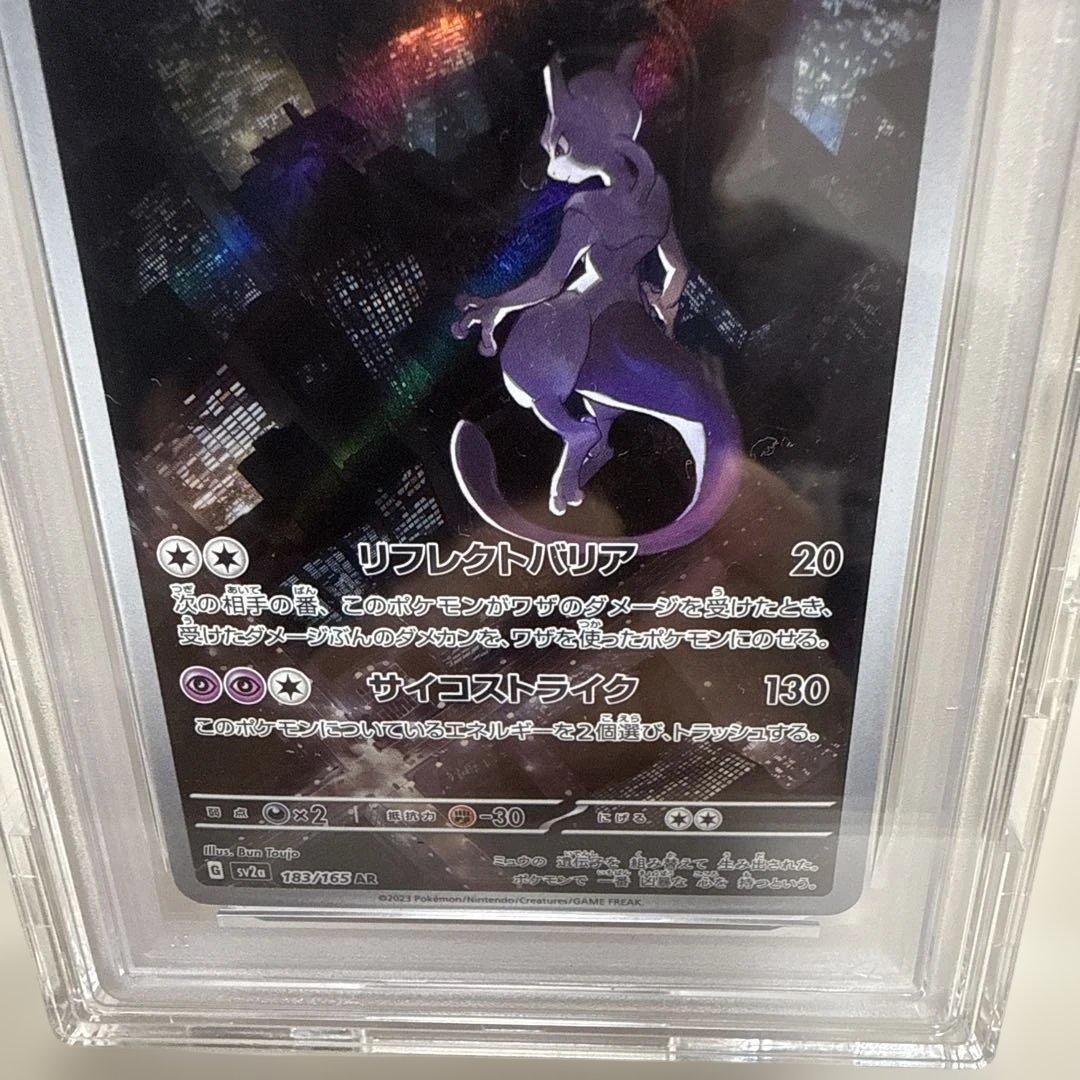 リフレクトバリア 20
次の相手の番、このポケモンがワザのダメージを受けたとき、
受けたダメージぶんのダメカンを、ワザを使ったポケモンにのせる。
サイコストライク 130
このポケモンについているエネルギーを2個選び、トラッシュする。
弱点 ×2 抵抗力 -30 にげる
Illus. Bun Toujo
ミュウの 遺伝子を 組み替えて 生み出された。
G sv2a 183/165 AR
ポケモンで 一番 凶暴な 心を 持つという。
©2023 Pokémon/Nintendo/Creatures/GAME FREAK.